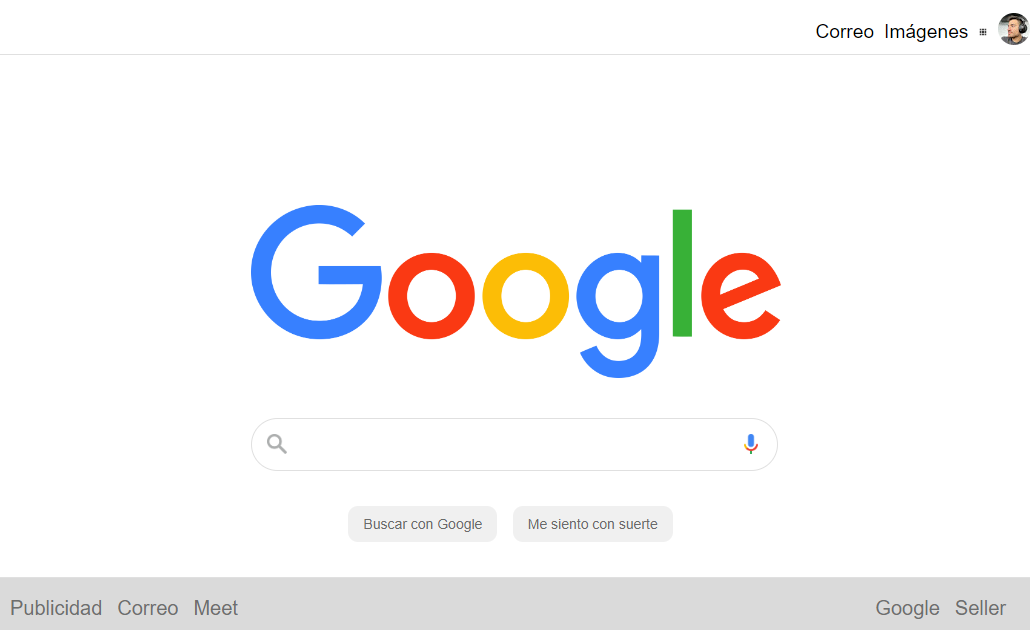 Correo Imágenes
Google
Buscar con Google Me siento con suerte
Publicidad Correo Meet Google Seller